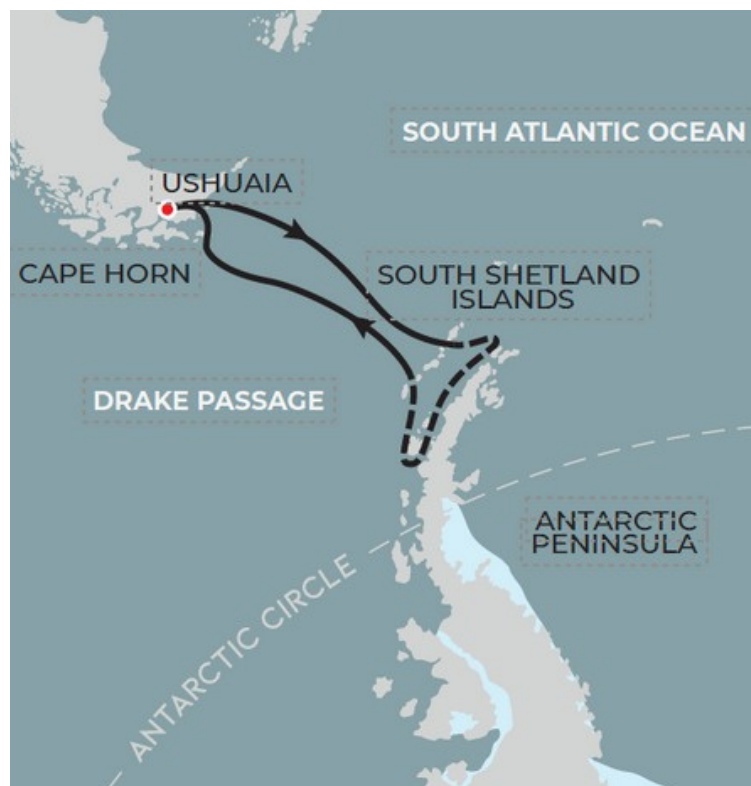 SOUTH ATLANTIC OCEAN
USHUAIA
CAPE HORN
SOUTH SHETLAND
ISLANDS
DRAKE PASSAGE
ANTARCTIC
PENINSULA
ANTARCTIC CIRCLE